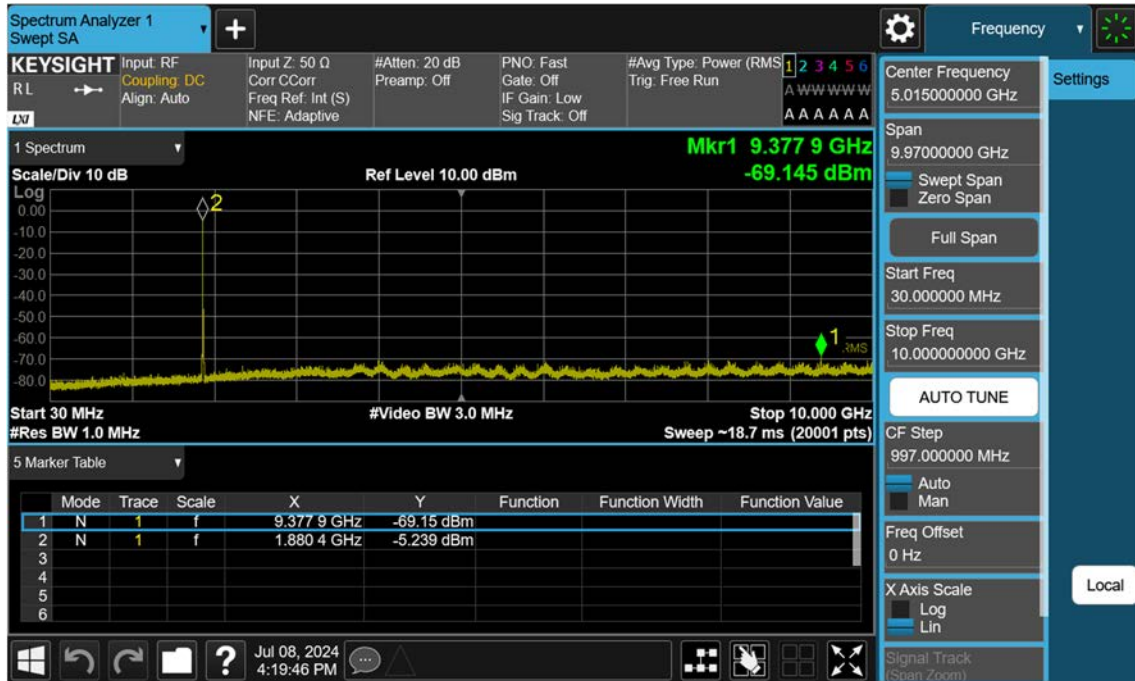 Spectrum Analyzer 1
Swept SA
+
Frequency
KEYSIGHT
RL
LXI
Input: RF
Coupling: DC
Align: Auto
Input Z: 50 Ω
Corr CCorr
Freq Ref: Int (S)
NFE: Adaptive
#Atten: 20 dB
Preamp: Off
PNO: Fast
Gate: Off
IF Gain: Low
Sig Track: Off
#Avg Type: Power (RMS
Trig: Free Run
1 2 3 4 5 6
A W W W W W
A A A A A A
1 Spectrum
Scale/Div 10 dB
Ref Level 10.00 dBm
Mkr1 9.377 9 GHz
-69.145 dBm
Log
0.00
-10.0
-20.0
-30.0
-40.0
-50.0
-60.0
-70.0
-80.0
2
1
RMS
Start 30 MHz
#Video BW 3.0 MHz
Stop 10.000 GHz
#Res BW 1.0 MHz
Sweep ~18.7 ms (20001 pts)
5 Marker Table
Mode Trace Scale X Y Function Function Width Function Value
1 N 1 f 9.377 9 GHz -69.15 dBm
2 N 1 f 1.880 4 GHz -5.239 dBm
3
4
5
6
?
Jul 08, 2024
4:19:46 PM
Center Frequency
5.015000000 GHz
Span
9.97000000 GHz
Swept Span
Zero Span
Full Span
Start Freq
30.000000 MHz
Stop Freq
10.000000000 GHz
AUTO TUNE
CF Step
997.000000 MHz
Auto
Man
Freq Offset
0 Hz
X Axis Scale
Log
Lin
Signal Track
(Span Zoom)
Settings
Local